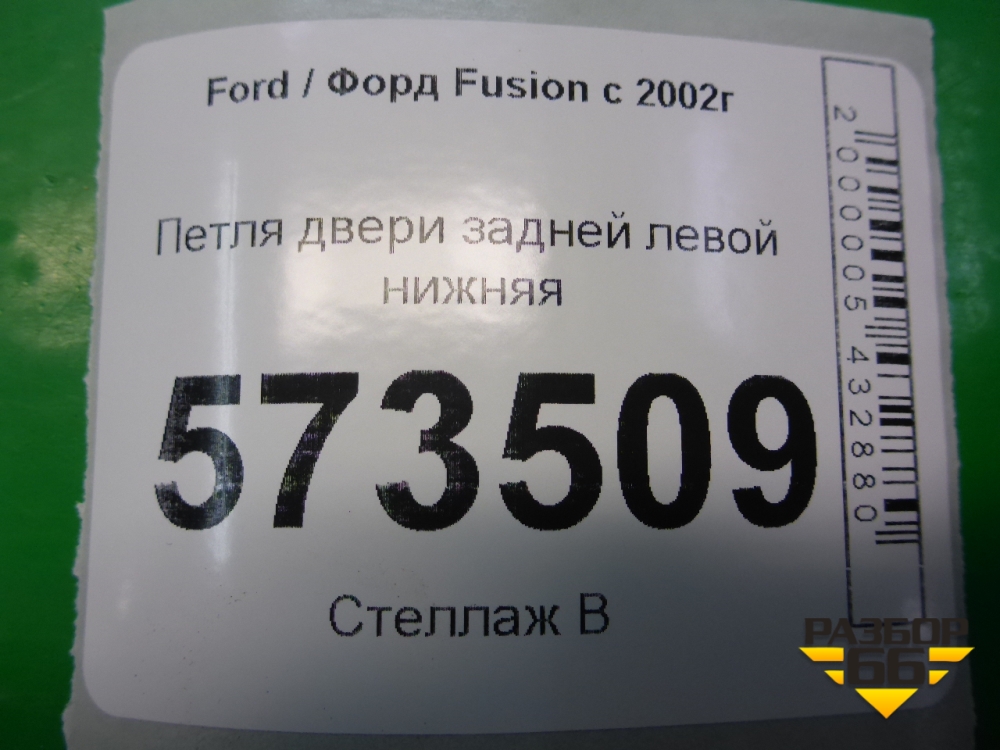 Ford / Форд Fusion с 2002г
Петля двери задней левой
нижняя
573509
Стеллаж В
2000005432880
РАЗБОР
66